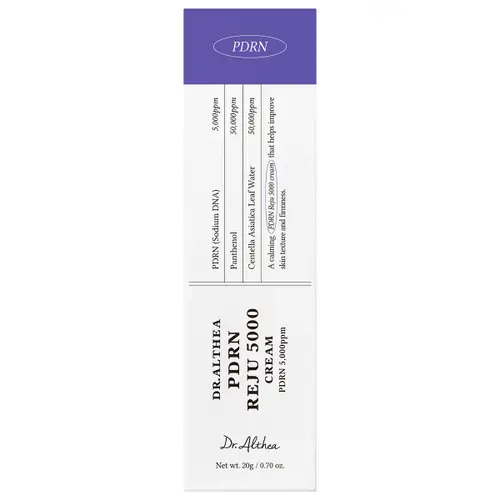 PDRN
PDRN (Sodium DNA) 5,000ppm
Panthenol 50,000ppm
Centella Asiatica Leaf Water 50,000ppm
A calming PDRN Reju 5000 cream that helps improve
skin texture and firmness.
DR.ALTHEA
PDRN
REJU 5000
CREAM
PDRN 5,000ppm
Dr.Althea
Net wt. 20g / 0.70 oz.